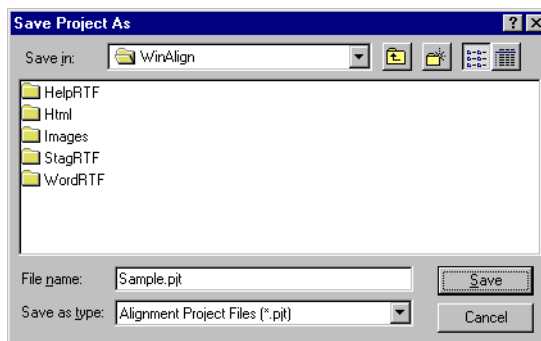 Save Project As
Save in: WinAlign
HelpRTF
Html
Images
StagRTF
WordRTF
File name: Sample.pjt Save
Save as type: Alignment Project Files (*.pjt) Cancel